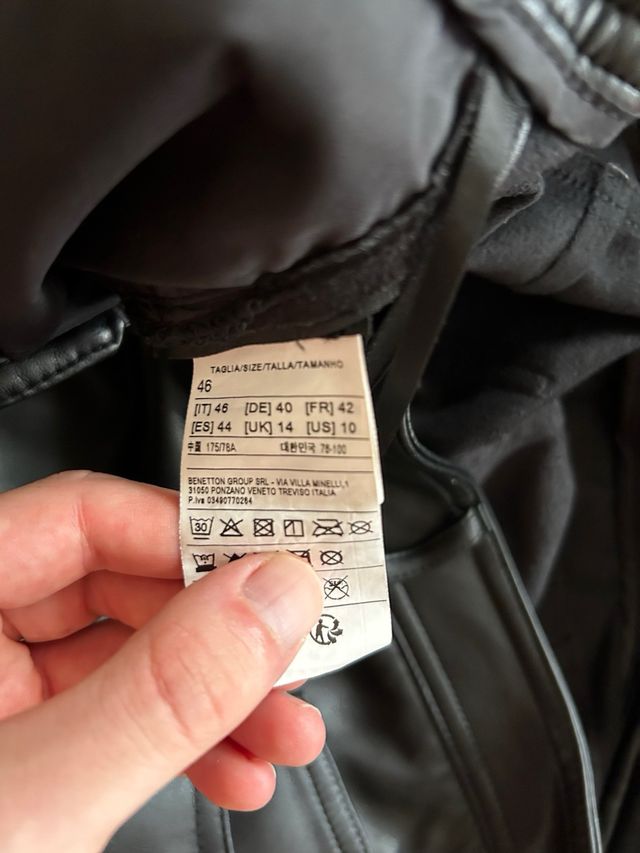 TAGLIA/SIZE/TALLA/TAMANHO
46
[IT] 46 [DE] 40 [FR] 42
[ES] 44 [UK] 14 [US] 10
中国 175/78A 대한민국 78-100
BENETTON GROUP SRL - VIA VILLA MINELLI,1
31050 PONZANO VENETO TREVISO ITALIA
P.Iva 03490770264
30